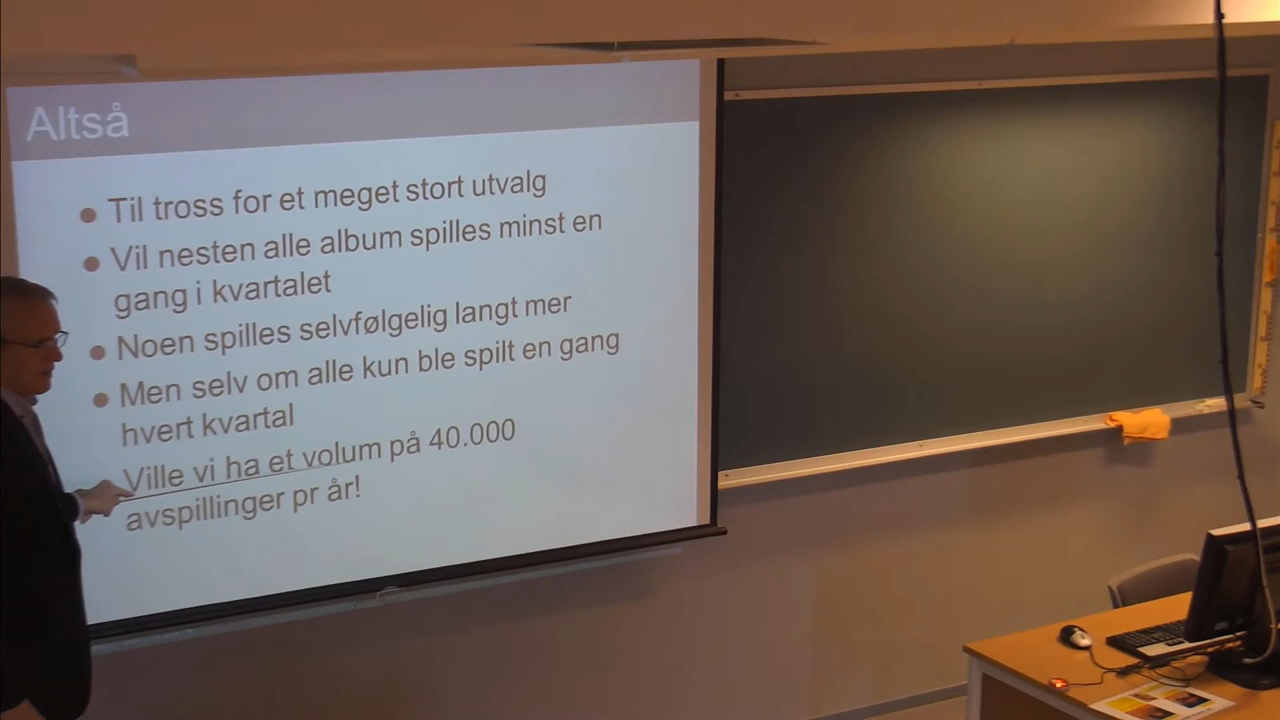 Altså
Til tross for et meget stort utvalg
Vil nesten alle album spilles minst en
gang i kvartalet
Noen spilles selvfølgelig langt mer
Men selv om alle kun ble spilt en gang
hvert kvartal
Ville vi ha et volum på 40.000
avspillinger pr år!